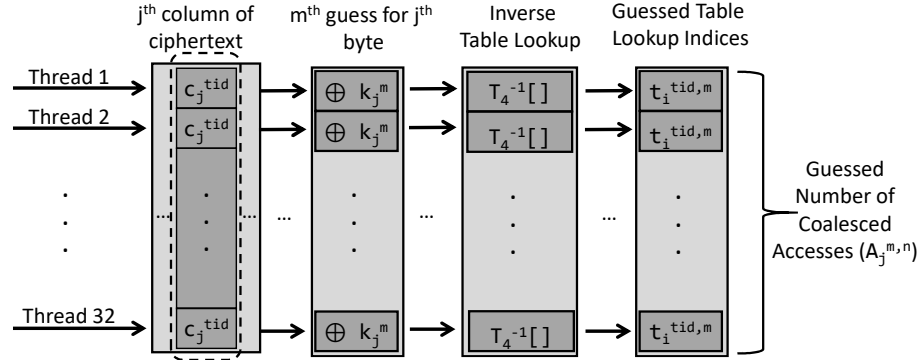 jᵗʰ column of
ciphertext
mᵗʰ guess for jᵗʰ
byte
Inverse
Table Lookup
Guessed Table
Lookup Indices
Thread 1
cⱼᵗⁱᵈ
⊕ kⱼᵐ
T₄⁻¹[]
tᵢᵗⁱᵈ,ᵐ
Thread 2
cⱼᵗⁱᵈ
⊕ kⱼᵐ
T₄⁻¹[]
tᵢᵗⁱᵈ,ᵐ
... ... ... ... ...
Guessed
Number of
Coalesced
Accesses (Aⱼᵐ,ⁿ)
Thread 32
cⱼᵗⁱᵈ
⊕ kⱼᵐ
T₄⁻¹[]
tᵢᵗⁱᵈ,ᵐ